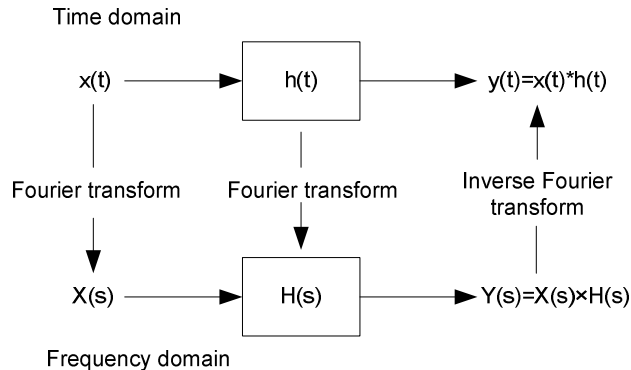 Time domain
x(t)
h(t)
y(t)=x(t)*h(t)
Fourier transform
Fourier transform
Inverse Fourier
transform
X(s)
H(s)
Y(s)=X(s)×H(s)
Frequency domain